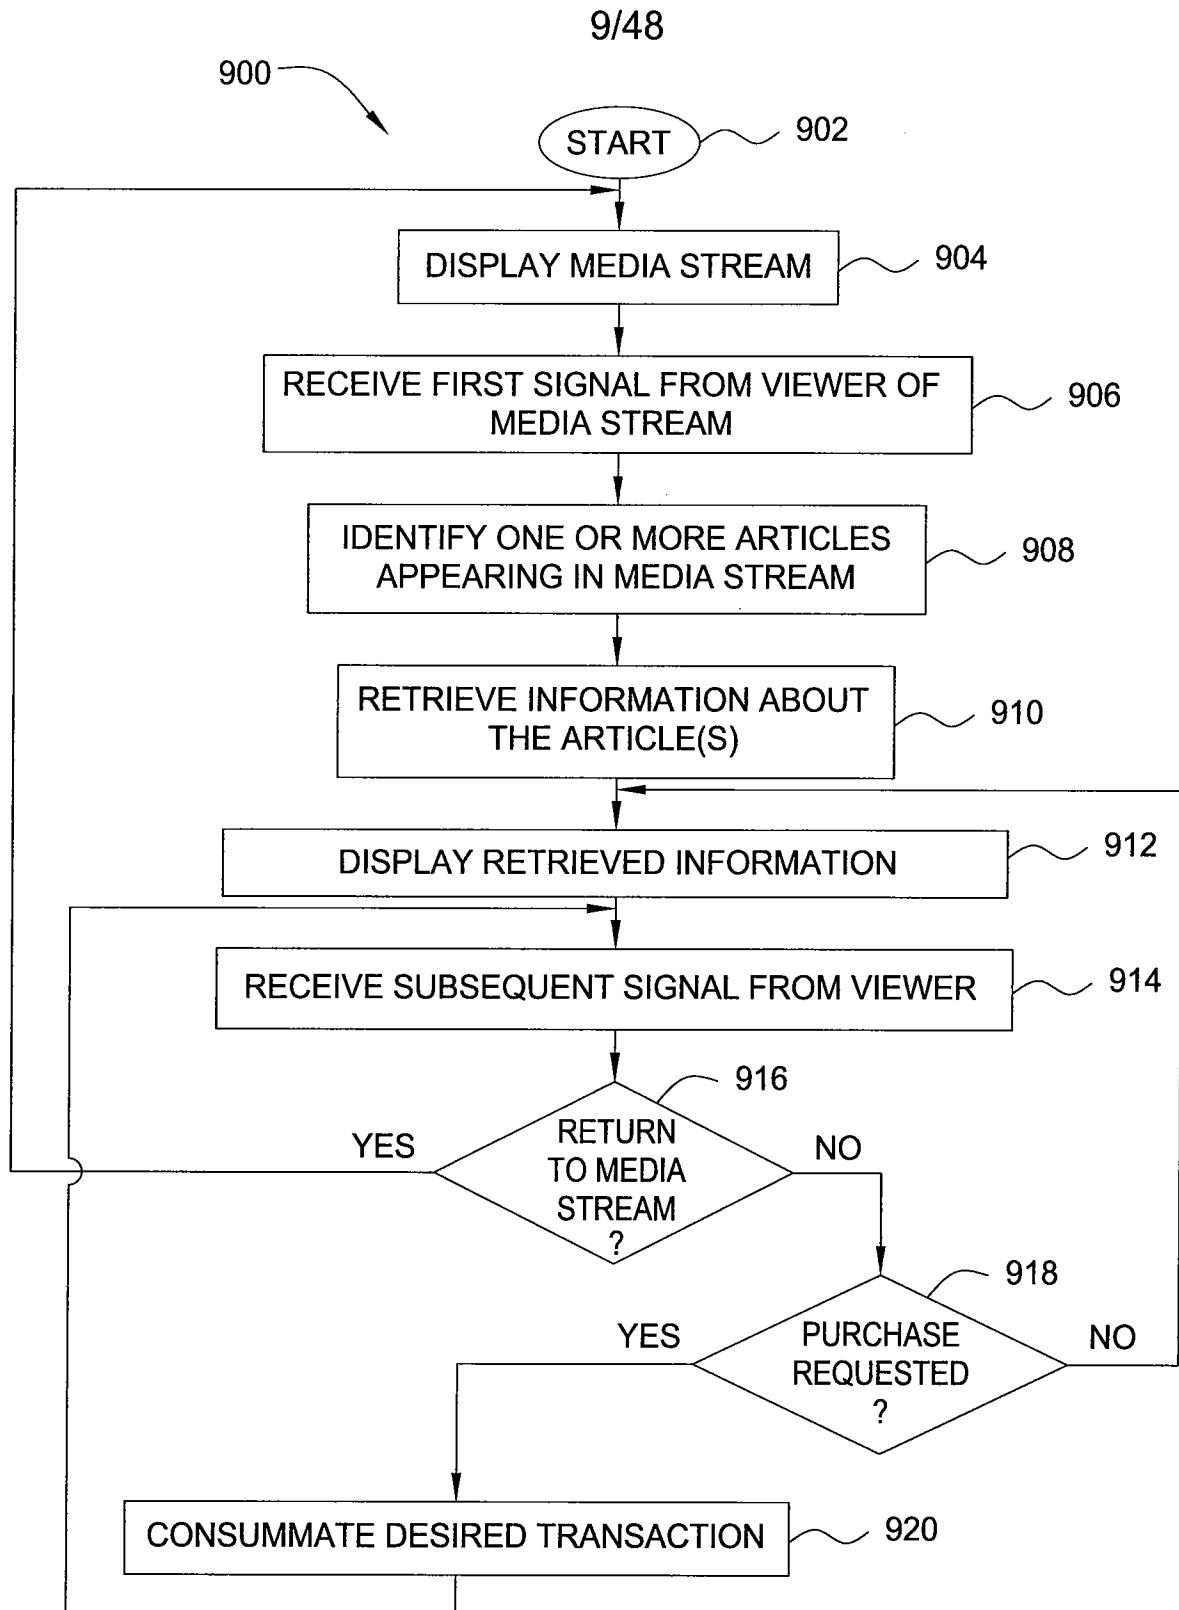 9/48
900
START
902
DISPLAY MEDIA STREAM
904
RECEIVE FIRST SIGNAL FROM VIEWER OF
MEDIA STREAM
906
IDENTIFY ONE OR MORE ARTICLES
APPEARING IN MEDIA STREAM
908
RETRIEVE INFORMATION ABOUT
THE ARTICLE(S)
910
DISPLAY RETRIEVED INFORMATION
912
RECEIVE SUBSEQUENT SIGNAL FROM VIEWER
914
916
YES
RETURN
TO MEDIA
STREAM
?
NO
918
YES
PURCHASE
REQUESTED
?
NO
CONSUMMATE DESIRED TRANSACTION
920